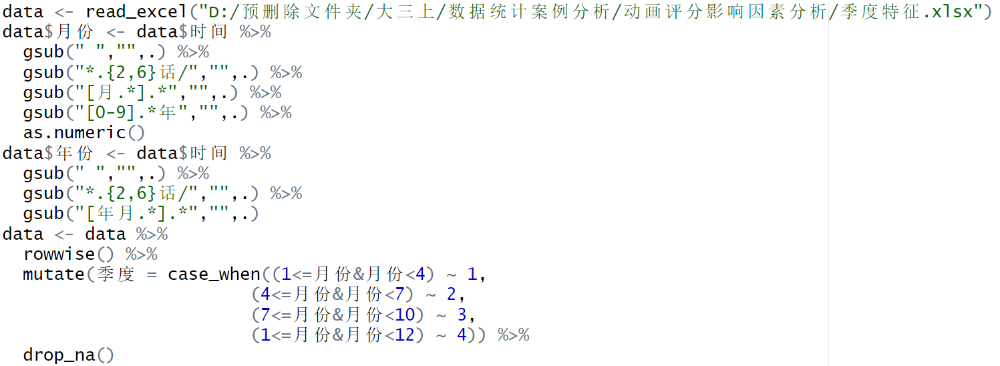 data <- read_excel("D:/预删除文件夹/大三上/数据统计案例分析/动画评分影响因素分析/季度特征.xlsx")
data$月份 <- data$时间 %>%
  gsub(" ","",.) %>%
  gsub("*.{2,6}话/","",.) %>%
  gsub("[月.*].*","",.) %>%
  gsub("[0-9].*年","",.) %>%
  as.numeric()
data$年份 <- data$时间 %>%
  gsub(" ","",.) %>%
  gsub("*.{2,6}话/","",.) %>%
  gsub("[年月.*].*","",.)
data <- data %>%
  rowwise() %>%
  mutate(季度 = case_when((1<=月份&月份<4) ~ 1,
                        (4<=月份&月份<7) ~ 2,
                        (7<=月份&月份<10) ~ 3,
                        (1<=月份&月份<12) ~ 4)) %>%
  drop_na()